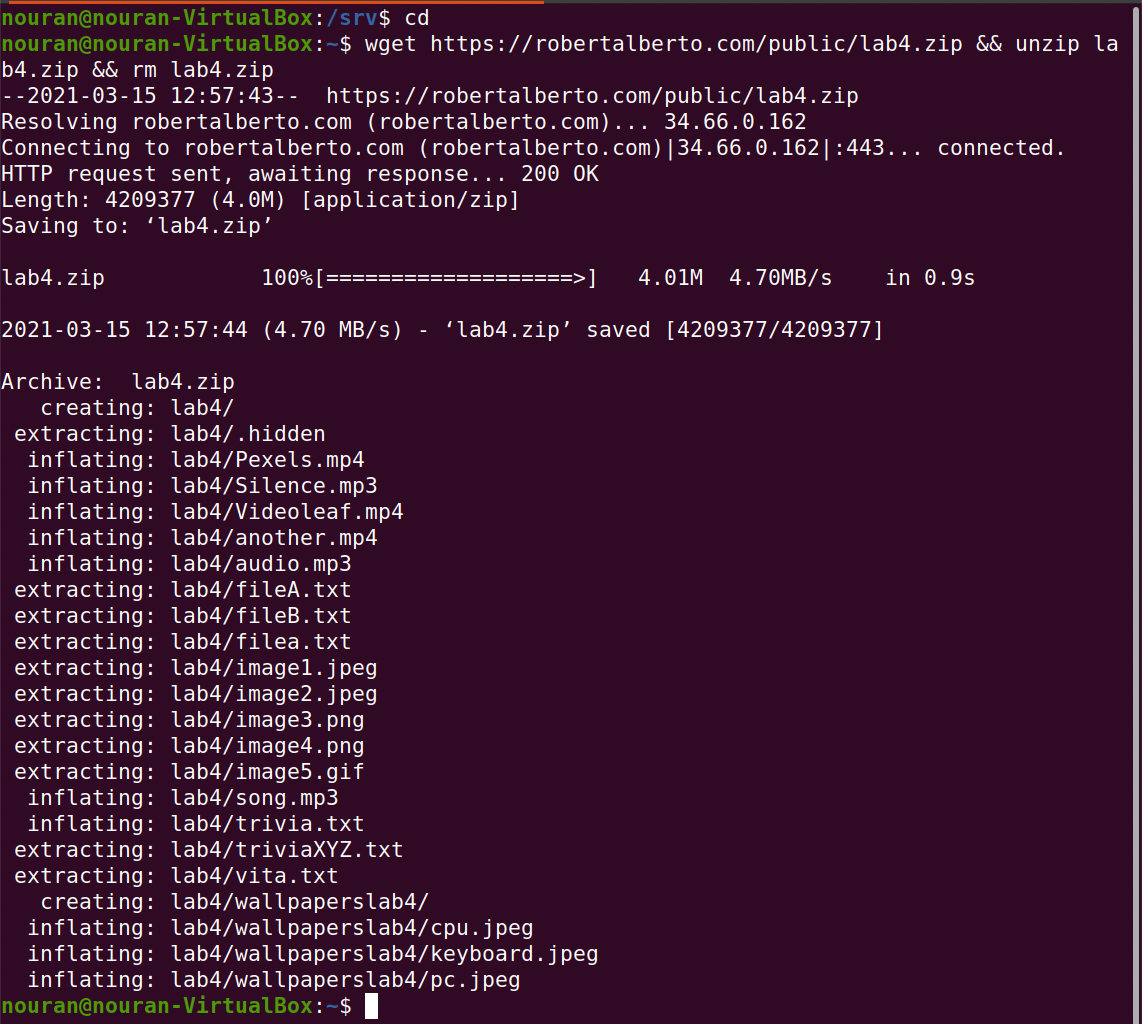 nouran@nouran-VirtualBox:/srv$ cd
nouran@nouran-VirtualBox:~$ wget https://robertalberto.com/public/lab4.zip && unzip la
b4.zip && rm lab4.zip
--2021-03-15 12:57:43--  https://robertalberto.com/public/lab4.zip
Resolving robertalberto.com (robertalberto.com)... 34.66.0.162
Connecting to robertalberto.com (robertalberto.com)|34.66.0.162|:443... connected.
HTTP request sent, awaiting response... 200 OK
Length: 4209377 (4.0M) [application/zip]
Saving to: ‘lab4.zip’

lab4.zip            100%[===================>]   4.01M  4.70MB/s    in 0.9s

2021-03-15 12:57:44 (4.70 MB/s) - ‘lab4.zip’ saved [4209377/4209377]

Archive:  lab4.zip
   creating: lab4/
 extracting: lab4/.hidden
  inflating: lab4/Pexels.mp4
  inflating: lab4/Silence.mp3
  inflating: lab4/Videoleaf.mp4
  inflating: lab4/another.mp4
  inflating: lab4/audio.mp3
 extracting: lab4/fileA.txt
 extracting: lab4/fileB.txt
 extracting: lab4/filea.txt
 extracting: lab4/image1.jpeg
 extracting: lab4/image2.jpeg
 extracting: lab4/image3.png
 extracting: lab4/image4.png
 extracting: lab4/image5.gif
  inflating: lab4/song.mp3
  inflating: lab4/trivia.txt
 extracting: lab4/triviaXYZ.txt
 extracting: lab4/vita.txt
   creating: lab4/wallpaperslab4/
  inflating: lab4/wallpaperslab4/cpu.jpeg
  inflating: lab4/wallpaperslab4/keyboard.jpeg
  inflating: lab4/wallpaperslab4/pc.jpeg
nouran@nouran-VirtualBox:~$